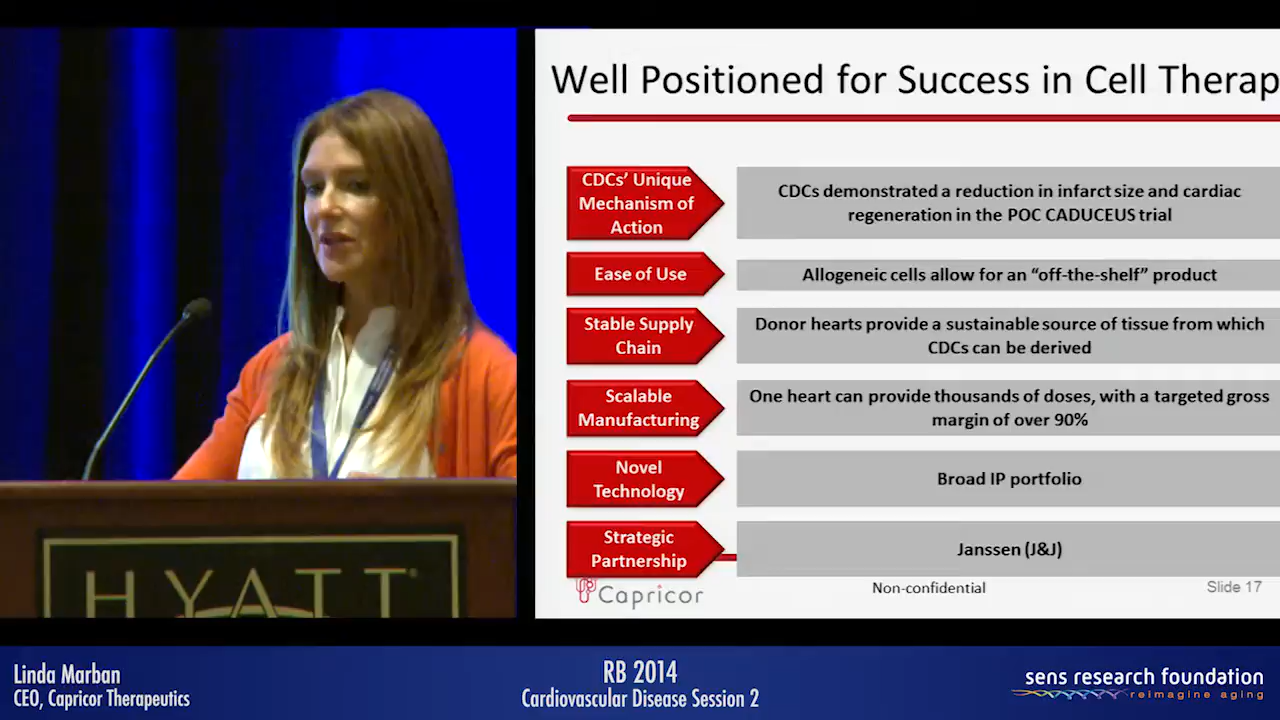 Well Positioned for Success in Cell Therap
CDCs' Unique
Mechanism of
Action
CDCs demonstrated a reduction in infarct size and cardiac
regeneration in the POC CADUCEUS trial
Ease of Use
Allogeneic cells allow for an “off-the-shelf” product
Stable Supply
Chain
Donor hearts provide a sustainable source of tissue from which
CDCs can be derived
Scalable
Manufacturing
One heart can provide thousands of doses, with a targeted gross
margin of over 90%
Novel
Technology
Broad IP portfolio
Strategic
Partnership
Janssen (J&J)
Capricor
Non-confidential
Slide 17
HYATT
Linda Marban
CEO, Capricor Therapeutics
RB 2014
Cardiovascular Disease Session 2
sens research foundation
reimagine aging